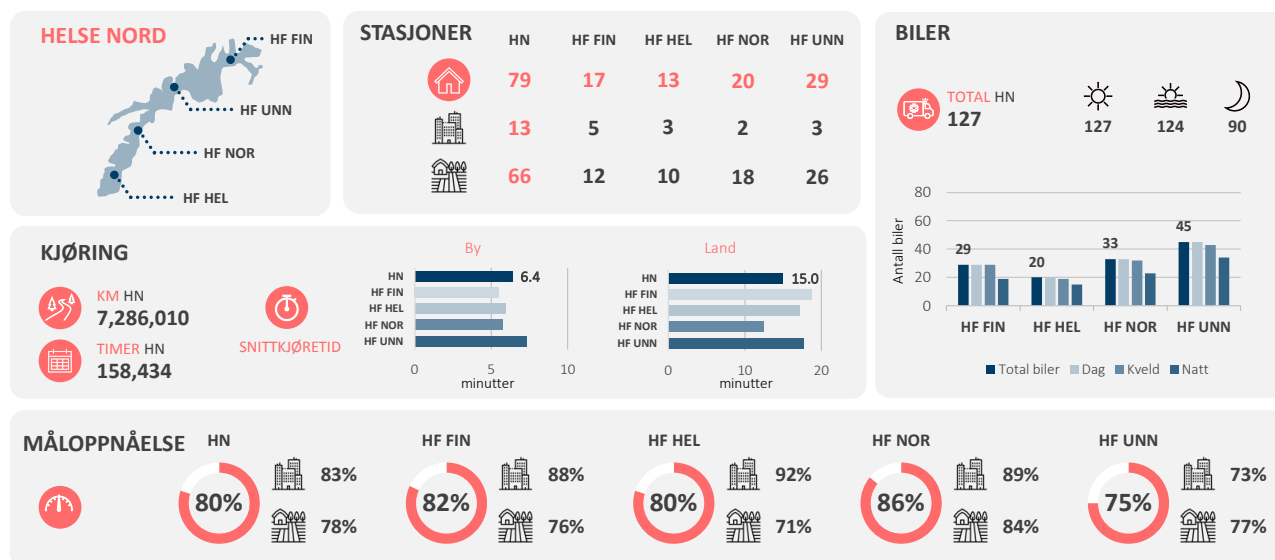 HELSE NORD
HF FIN
HF UNN
HF NOR
HF HEL
STASJONER
HN HF FIN HF HEL HF NOR HF UNN
79 17 13 20 29
13 5 3 2 3
66 12 10 18 26
BILER
TOTAL HN
127
127 124 90
Antall biler
80
60
40
20
0
29 20 33 45
HF FIN HF HEL HF NOR HF UNN
Total biler Dag Kveld Natt
KJØRING
KM HN
7,286,010
TIMER HN
158,434
SNITTKJØRETID
By
HN 6.4
HF FIN
HF HEL
HF NOR
HF UNN
0 5 10
minutter
Land
HN 15.0
HF FIN
HF HEL
HF NOR
HF UNN
0 10 20
minutter
MÅLOPPNÅELSE
HN
80%
83%
78%
HF FIN
82%
88%
76%
HF HEL
80%
92%
71%
HF NOR
86%
89%
84%
HF UNN
75%
73%
77%